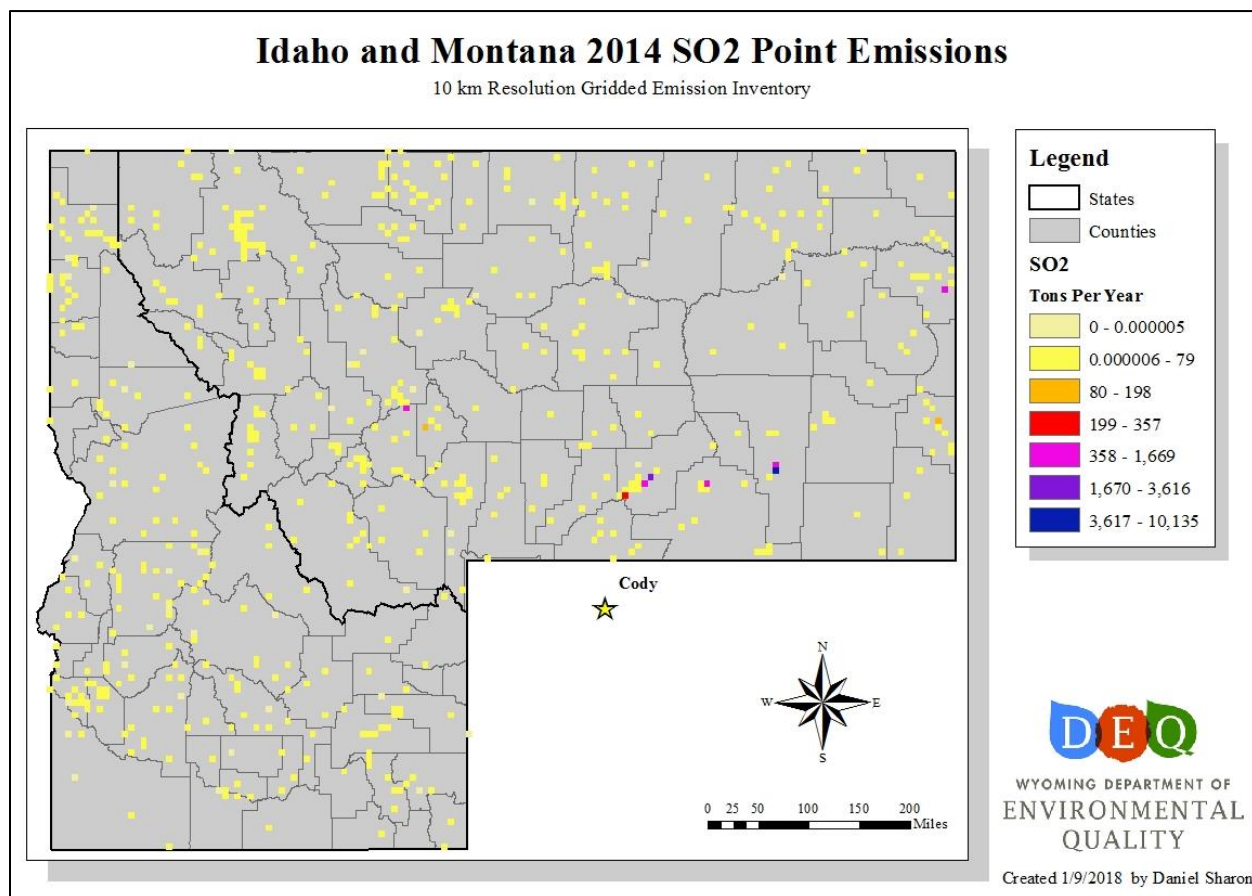 Idaho and Montana 2014 SO2 Point Emissions
10 km Resolution Gridded Emission Inventory
Legend
States
Counties
SO2
Tons Per Year
0 - 0.000005
0.000006 - 79
80 - 198
199 - 357
358 - 1,669
1,670 - 3,616
3,617 - 10,135
Cody
N
W E
S
0 25 50 100 150 200
Miles
DEQ
WYOMING DEPARTMENT OF
ENVIRONMENTAL
QUALITY
Created 1/9/2018 by Daniel Sharon